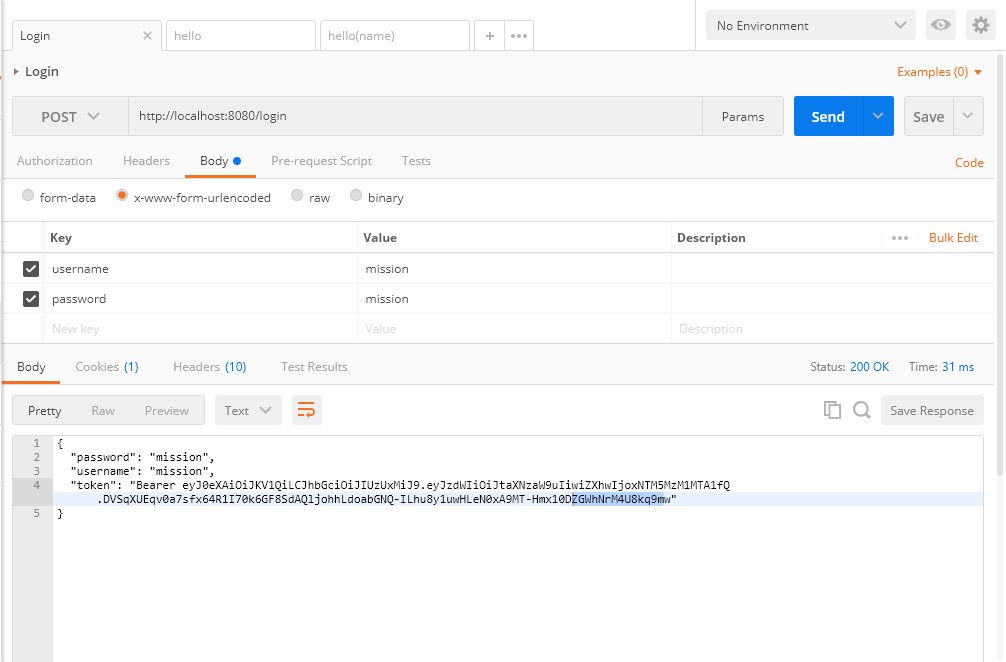 Login
hello
hello(name)
No Environment
Login
Examples (0)
POST
http://localhost:8080/login
Params
Send
Save
Authorization
Headers
Body
Pre-request Script
Tests
Code
form-data
x-www-form-urlencoded
raw
binary
Key
Value
Description
Bulk Edit
username
mission
password
mission
New key
Value
Description
Body
Cookies (1)
Headers (10)
Test Results
Status: 200 OK
Time: 31 ms
Pretty
Raw
Preview
Text
Save Response
1 {
2 "password": "mission",
3 "username": "mission",
4 "token": "Bearer eyJ0eXAiOiJKV1QiLCJhbGciOiJIUzUxMiJ9.eyJzdWIiOiJtaXNzaW9uIiwiZXhwIjoxNTM5MzM1MTA1fQ
.DVSqXUEqv0a7sfx64R1I70k6GF8SdAQljohhLdoabGNQ-ILhu8y1uwHLeN0xA9MT-Hmx10DZGWhNrM4U8kq9mw"
5 }